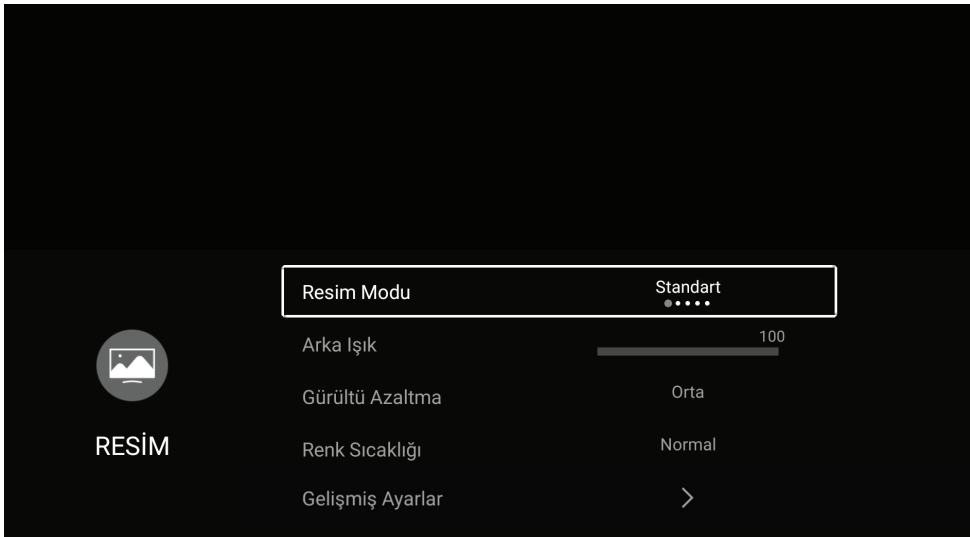 Resim Modu
Standart
Arka Işık
100
Gürültü Azaltma
Orta
RESİM
Renk Sıcaklığı
Normal
Gelişmiş Ayarlar